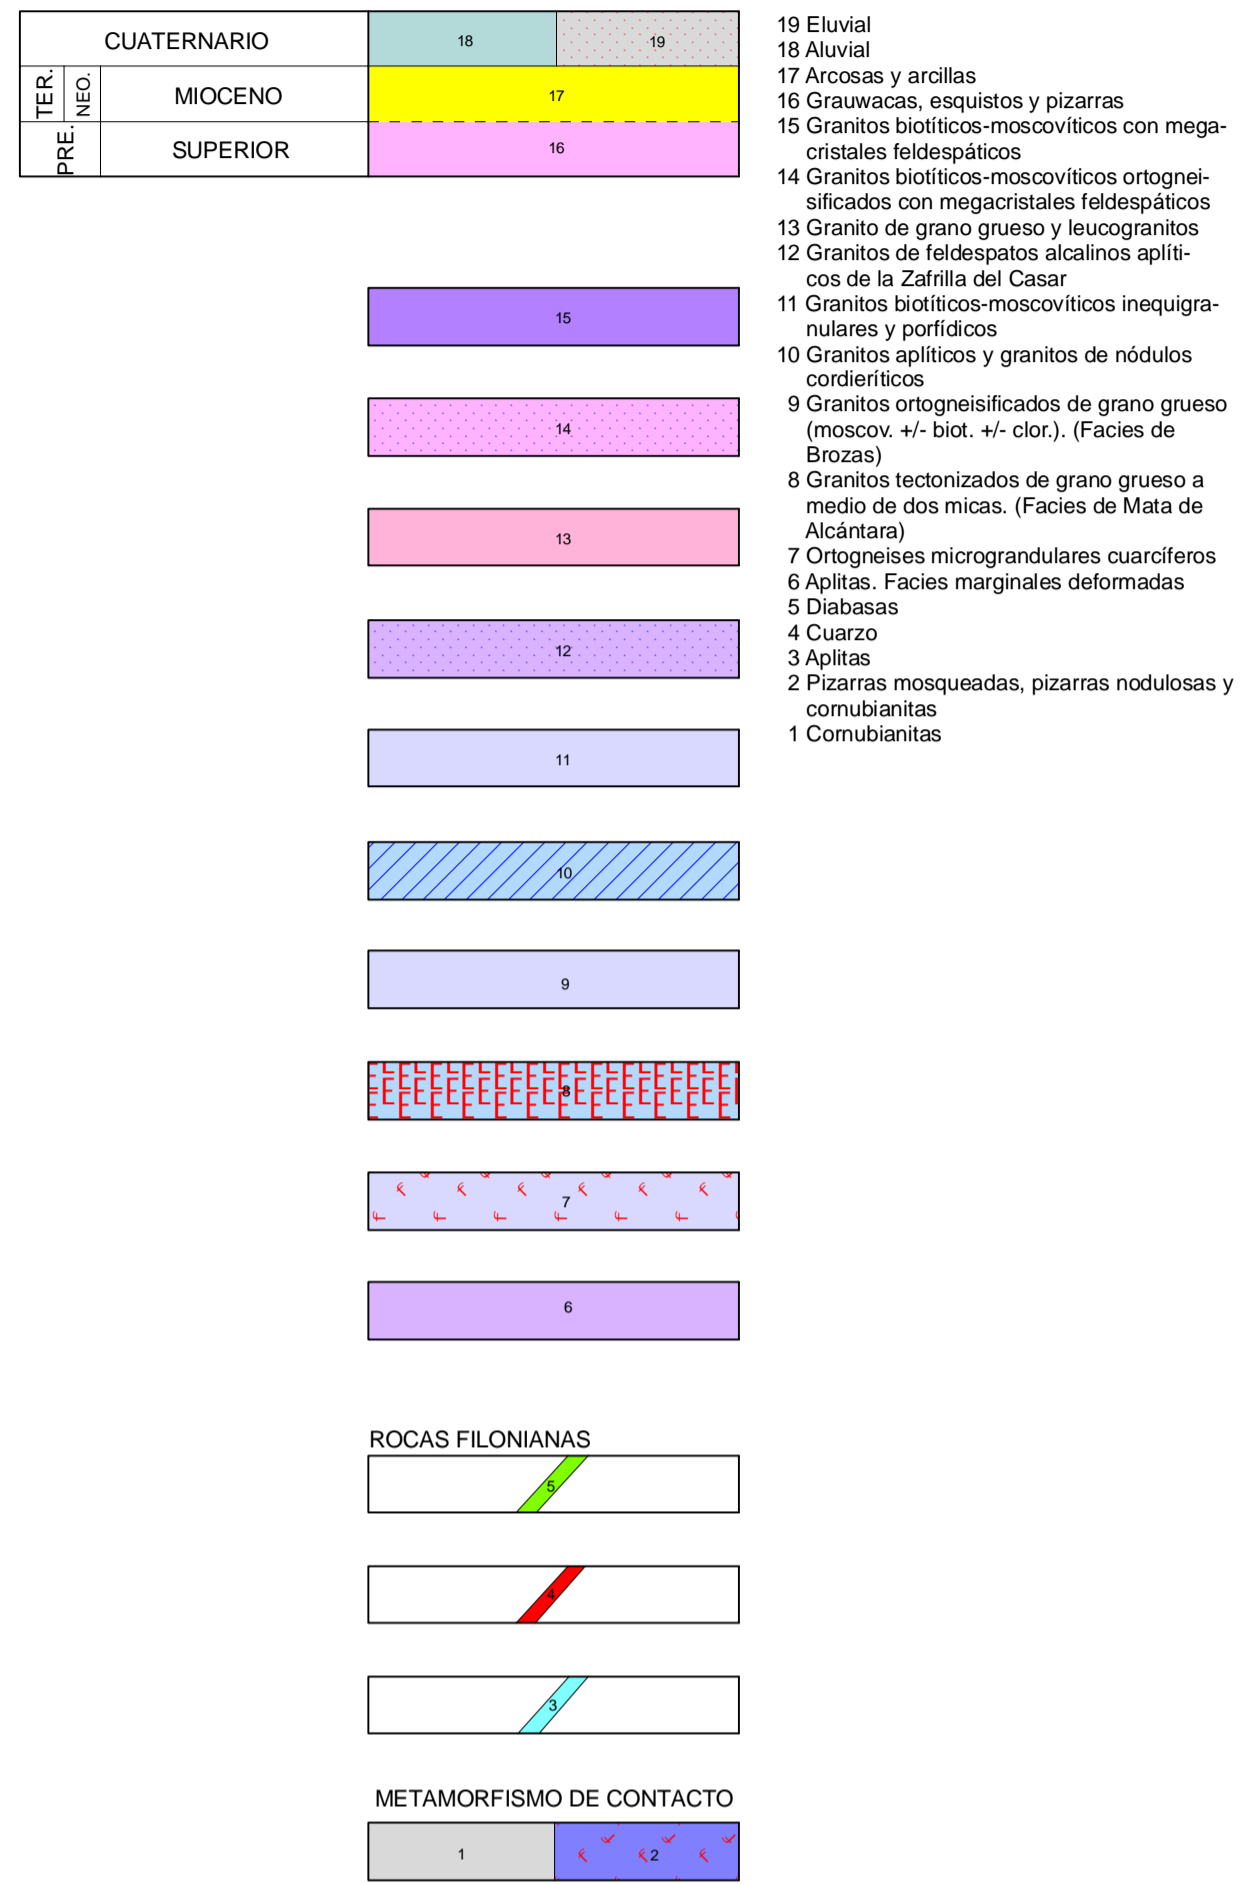 CUATERNARIO
18
19
TER.
NEO.
MIOCENO
17
PRE.
SUPERIOR
16
15
14
13
12
11
10
9
8
7
6
ROCAS FILONIANAS
5
4
3
METAMORFISMO DE CONTACTO
1
2
19 Eluvial
18 Aluvial
17 Arcosas y arcillas
16 Grauwacas, esquistos y pizarras
15 Granitos biotíticos-moscovíticos con mega-
cristales feldespáticos
14 Granitos biotíticos-moscovíticos ortognei-
sificados con megacristales feldespáticos
13 Granito de grano grueso y leucogranitos
12 Granitos de feldespatos alcalinos aplíti-
cos de la Zafrilla del Casar
11 Granitos biotíticos-moscovíticos inequigra-
nulares y porfídicos
10 Granitos aplíticos y granitos de nódulos
cordieríticos
9 Granitos ortogneisificados de grano grueso
(moscov. +/- biot. +/- clor.). (Facies de
Brozas)
8 Granitos tectonizados de grano grueso a
medio de dos micas. (Facies de Mata de
Alcántara)
7 Ortogneises micrograndulares cuarcíferos
6 Aplitas. Facies marginales deformadas
5 Diabasas
4 Cuarzo
3 Aplitas
2 Pizarras mosqueadas, pizarras nodulosas y
cornubianitas
1 Cornubianitas